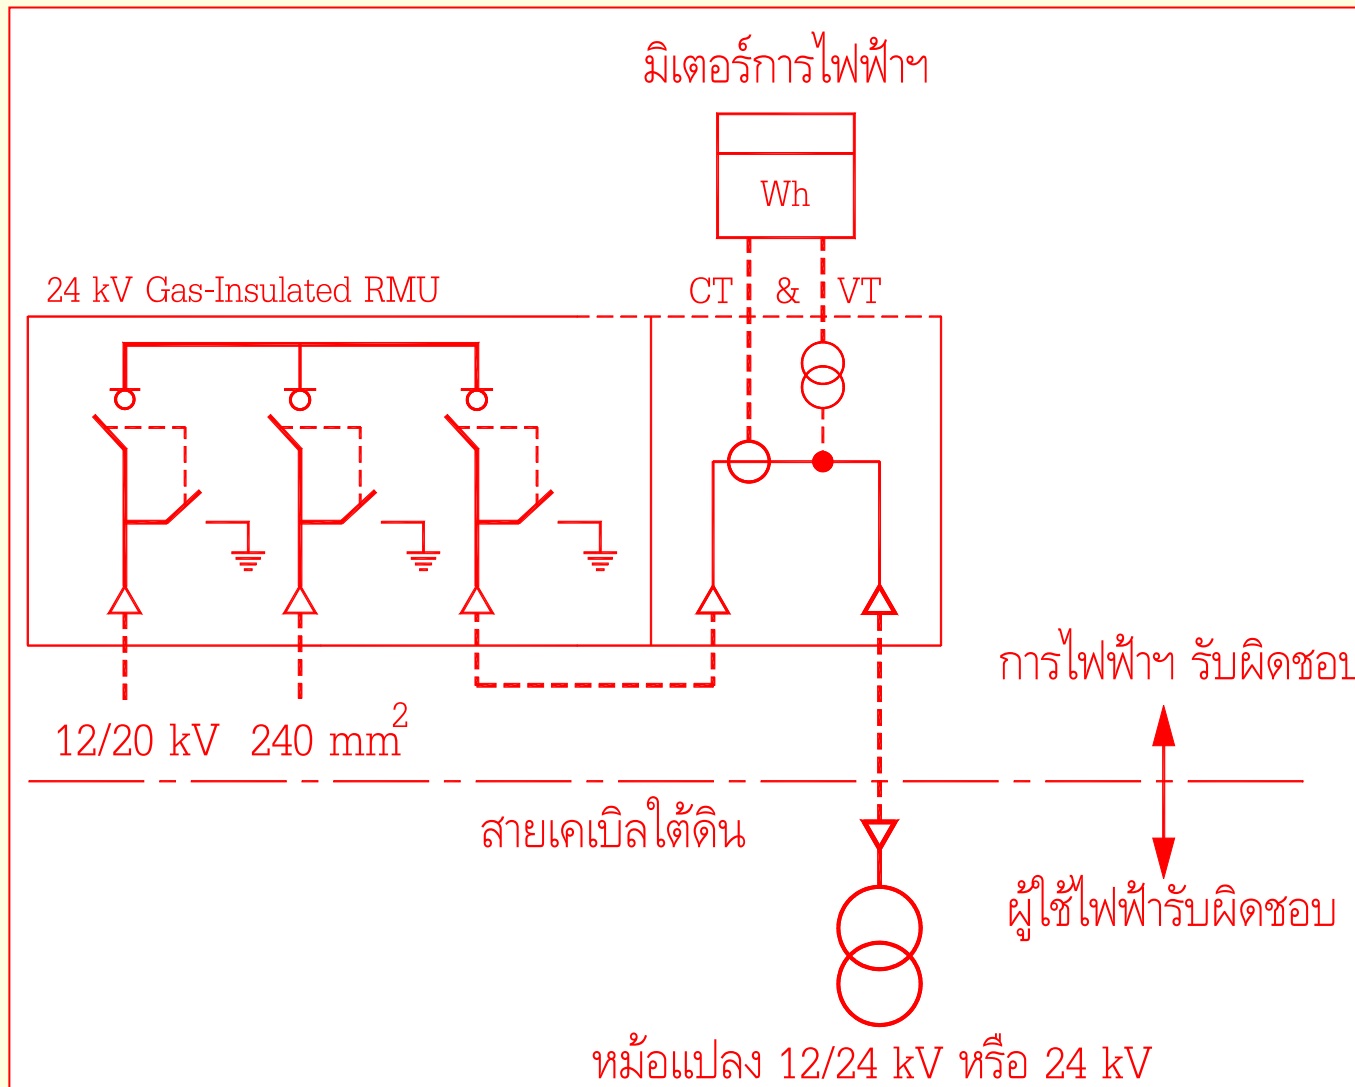 มิเตอร์การไฟฟ้าฯ
Wh
24 kV Gas-Insulated RMU
CT & VT
การไฟฟ้าฯ รับผิดชอบ
12/20 kV 240 mm²
สายเคเบิลใต้ดิน
ผู้ใช้ไฟฟ้ารับผิดชอบ
หม้อแปลง 12/24 kV หรือ 24 kV